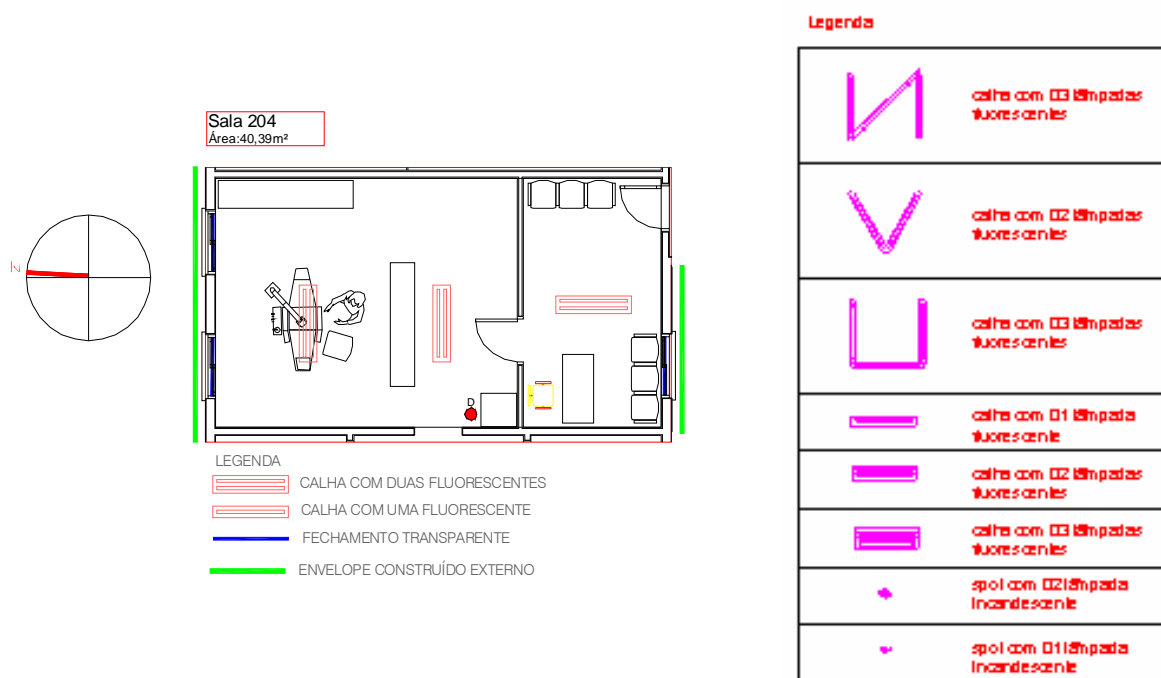 Sala 204
Área:40,39m²
N
D
LEGENDA
CALHA COM DUAS FLUORESCENTES
CALHA COM UMA FLUORESCENTE
FECHAMENTO TRANSPARENTE
ENVELOPE CONSTRUÍDO EXTERNO
Legenda
calha com 03 lâmpadas
fluorescentes
calha com 02 lâmpadas
fluorescentes
calha com 03 lâmpadas
fluorescentes
calha com 01 lâmpada
fluorescente
calha com 02 lâmpadas
fluorescentes
calha com 03 lâmpadas
fluorescentes
spot com 02 lâmpada
incandescente
spot com 01 lâmpada
incandescente